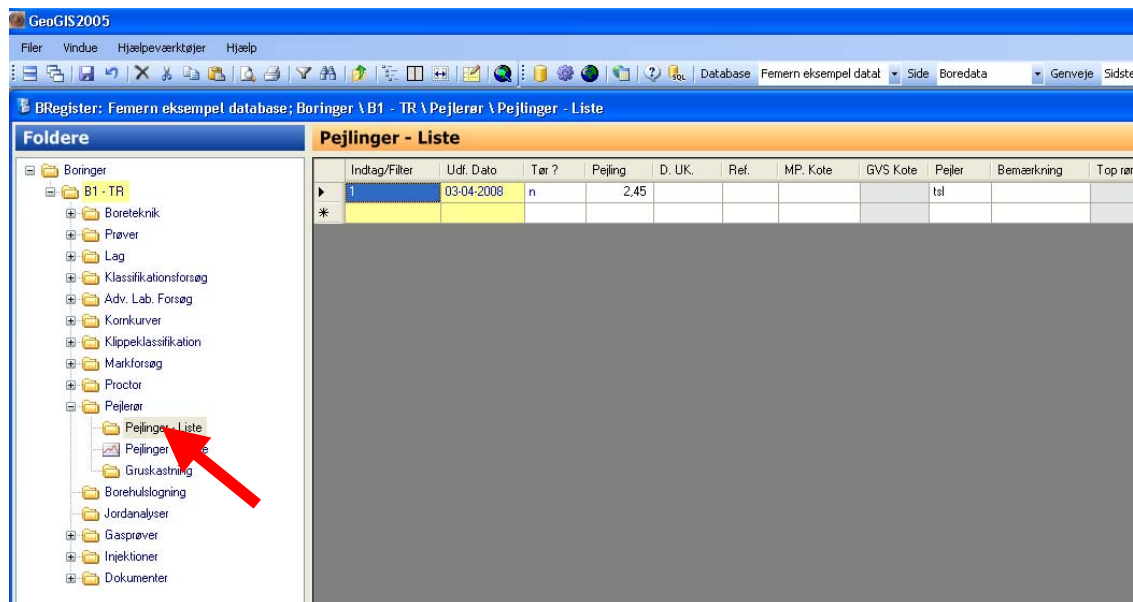 GeoGIS2005
Filer Vindue Hjælpeværktøjer Hjælp
SQL Database Femern eksempel datat Side Boredata Genveje Sidste
BRegister: Femern eksempel database; Boringer \ B1 - TR \ Pejlerør \ Pejlinger - Liste
Foldere
Pejlinger - Liste
Indtag/Filter Udf. Dato Tør ? Pejling D. UK. Ref. MP. Kote GVS Kote Pejler Bemærkning Top rør
1 03-04-2008 n 2,45 tsl
Boringer
B1 - TR
Boreteknik
Prøver
Lag
Klassifikationsforsøg
Adv. Lab. Forsøg
Kornkurver
Klippeklassifikation
Markforsøg
Proctor
Pejlerør
Pejlinger - Liste
Pejlinger
Gruskastning
Borehulslogning
Jordanalyser
Gasprøver
Injektioner
Dokumenter